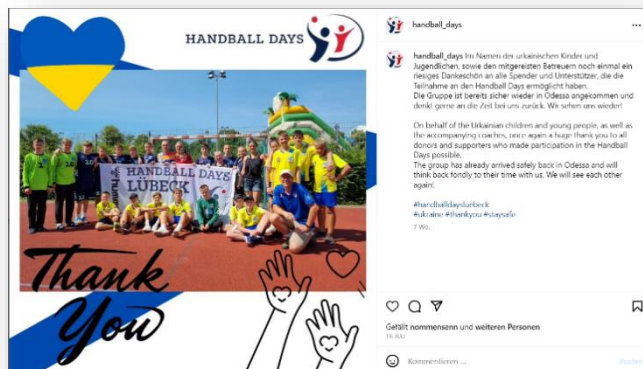 HANDBALL DAYS
HANDBALL DAYS
LÜBECK
Thank
You
handball_days
handball_days Im Namen der urkainischen Kinder und
Jugendlichen, sowie den mitgereisten Betreuern noch einmal ein
riesiges Dankeschön an alle Spender und Unterstützer, die die
Teilnahme an den Handball Days ermöglicht haben.
Die Gruppe ist bereits sicher wieder in Odessa angekommen und
denkt gerne an die Zeit bei uns zurück. Wir sehen uns wieder!
On behalf of the Urkainian children and young people, as well as
the accompanying coaches, once again a huge thank you to all
donors and supporters who made participation in the Handball
Days possible.
The group has already arrived safely back in Odessa and will
think back fondly to their time with us. We will see each other
again!
#handballdaysluebeck
#ukraine #thankyou #staysafe
7 Wo.
Gefällt nommensenn und weiteren Personen
JULI
Kommentieren ...
Posten